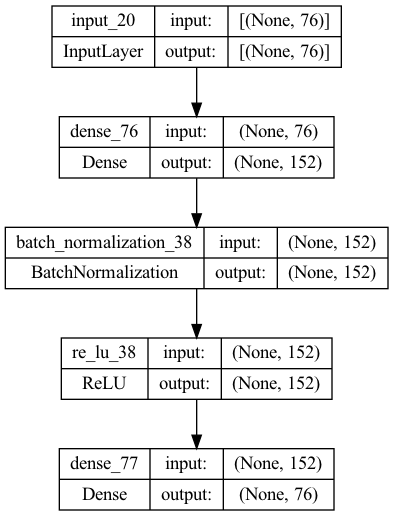 input_20 input: [(None, 76)]
InputLayer output: [(None, 76)]
dense_76 input: (None, 76)
Dense output: (None, 152)
batch_normalization_38 input: (None, 152)
BatchNormalization output: (None, 152)
re_lu_38 input: (None, 152)
ReLU output: (None, 152)
dense_77 input: (None, 152)
Dense output: (None, 76)